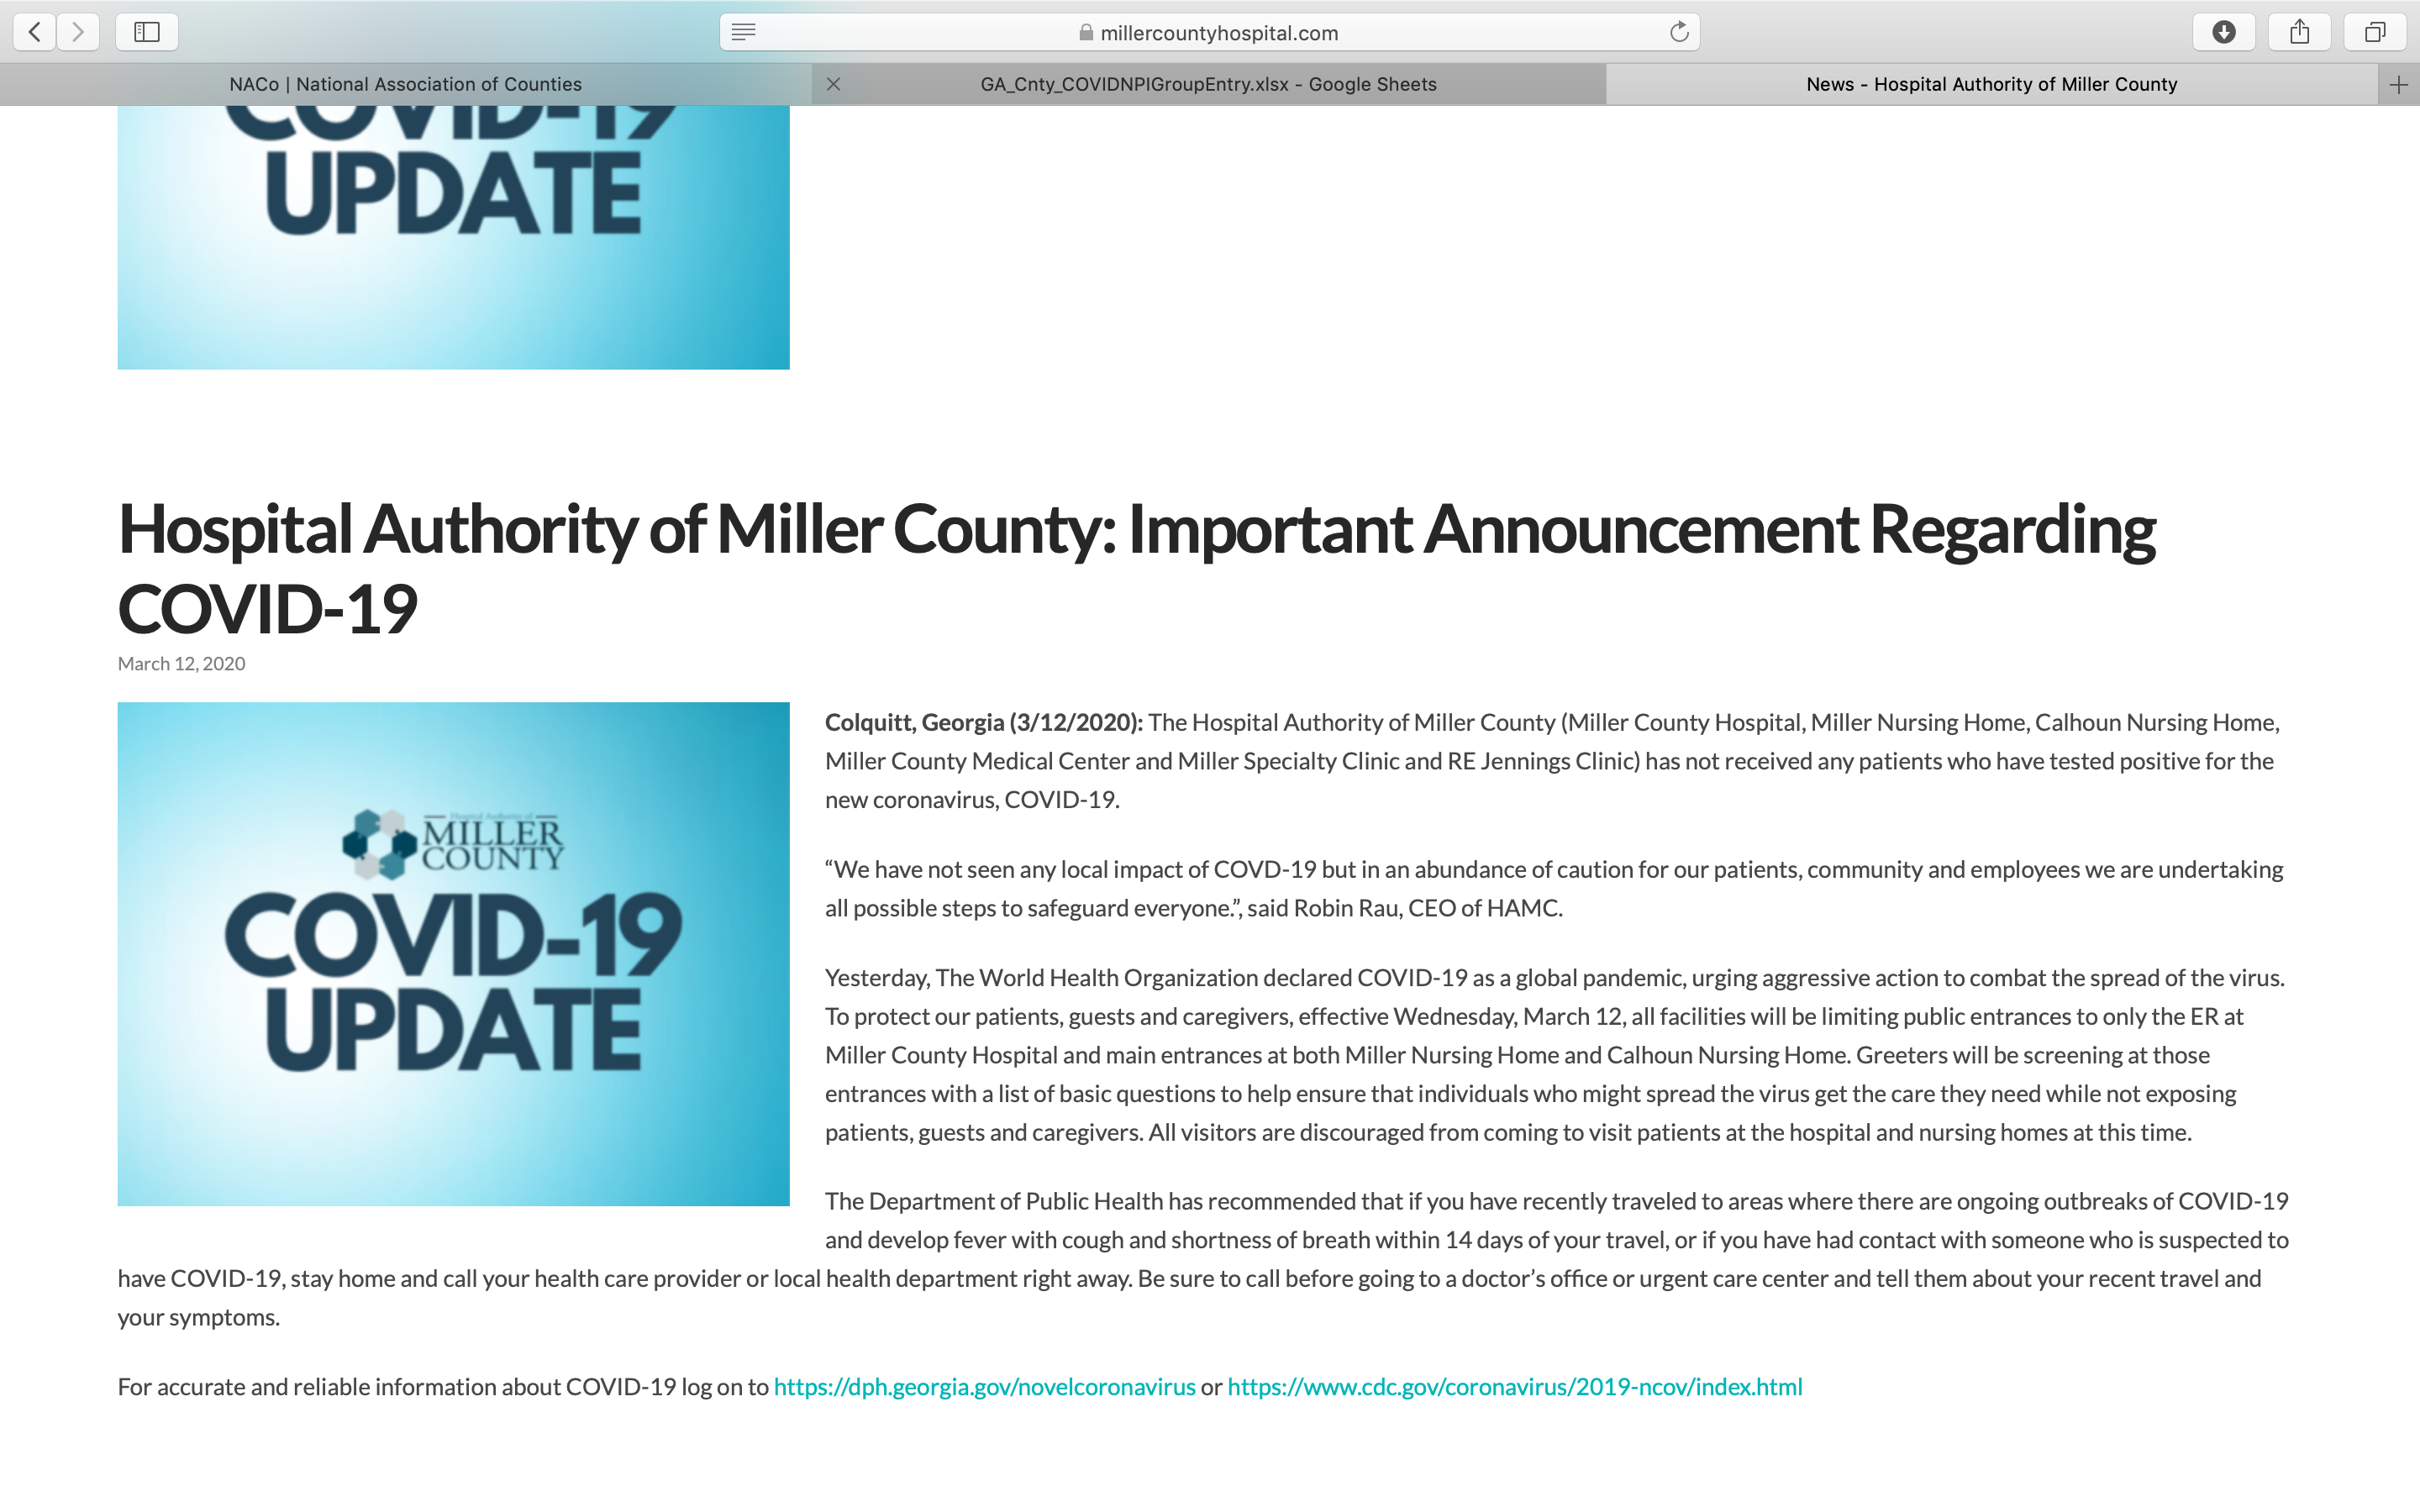 millercountyhospital.com
NACo | National Association of Counties
GA_Cnty_COVIDNPIGroupEntry.xlsx - Google Sheets
News - Hospital Authority of Miller County
COVID-19
UPDATE
Hospital Authority of Miller County: Important Announcement Regarding
COVID-19
March 12, 2020
Hospital Authority of
MILLER
COUNTY
COVID-19
UPDATE
Colquitt, Georgia (3/12/2020): The Hospital Authority of Miller County (Miller County Hospital, Miller Nursing Home, Calhoun Nursing Home,
Miller County Medical Center and Miller Specialty Clinic and RE Jennings Clinic) has not received any patients who have tested positive for the
new coronavirus, COVID-19.
“We have not seen any local impact of COVD-19 but in an abundance of caution for our patients, community and employees we are undertaking
all possible steps to safeguard everyone.”, said Robin Rau, CEO of HAMC.
Yesterday, The World Health Organization declared COVID-19 as a global pandemic, urging aggressive action to combat the spread of the virus.
To protect our patients, guests and caregivers, effective Wednesday, March 12, all facilities will be limiting public entrances to only the ER at
Miller County Hospital and main entrances at both Miller Nursing Home and Calhoun Nursing Home. Greeters will be screening at those
entrances with a list of basic questions to help ensure that individuals who might spread the virus get the care they need while not exposing
patients, guests and caregivers. All visitors are discouraged from coming to visit patients at the hospital and nursing homes at this time.
The Department of Public Health has recommended that if you have recently traveled to areas where there are ongoing outbreaks of COVID-19
and develop fever with cough and shortness of breath within 14 days of your travel, or if you have had contact with someone who is suspected to
have COVID-19, stay home and call your health care provider or local health department right away. Be sure to call before going to a doctor’s office or urgent care center and tell them about your recent travel and
your symptoms.
For accurate and reliable information about COVID-19 log on to https://dph.georgia.gov/novelcoronavirus or https://www.cdc.gov/coronavirus/2019-ncov/index.html